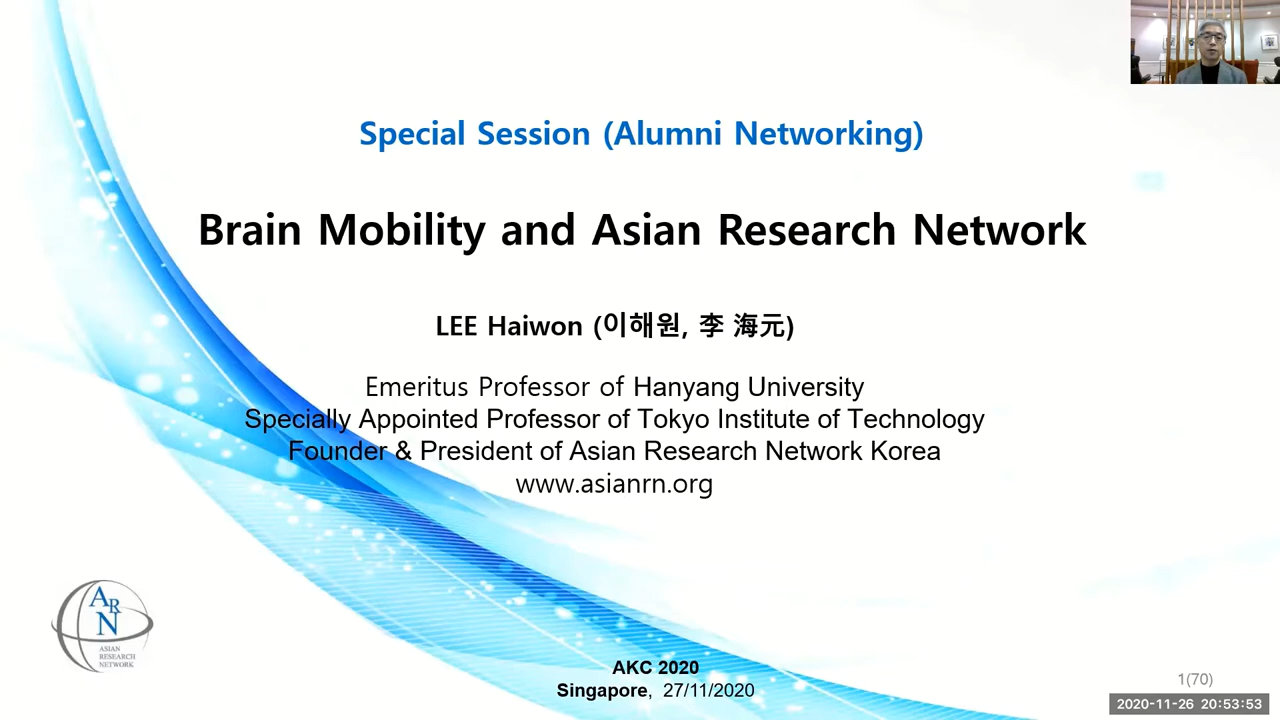 Special Session (Alumni Networking)
Brain Mobility and Asian Research Network
LEE Haiwon (이해원, 李 海元)
Emeritus Professor of Hanyang University
Specially Appointed Professor of Tokyo Institute of Technology
Founder & President of Asian Research Network Korea
www.asianrn.org
ARN
ASIAN
RESEARCH
NETWORK
AKC 2020
Singapore, 27/11/2020
1(70)
2020-11-26 20:53:53